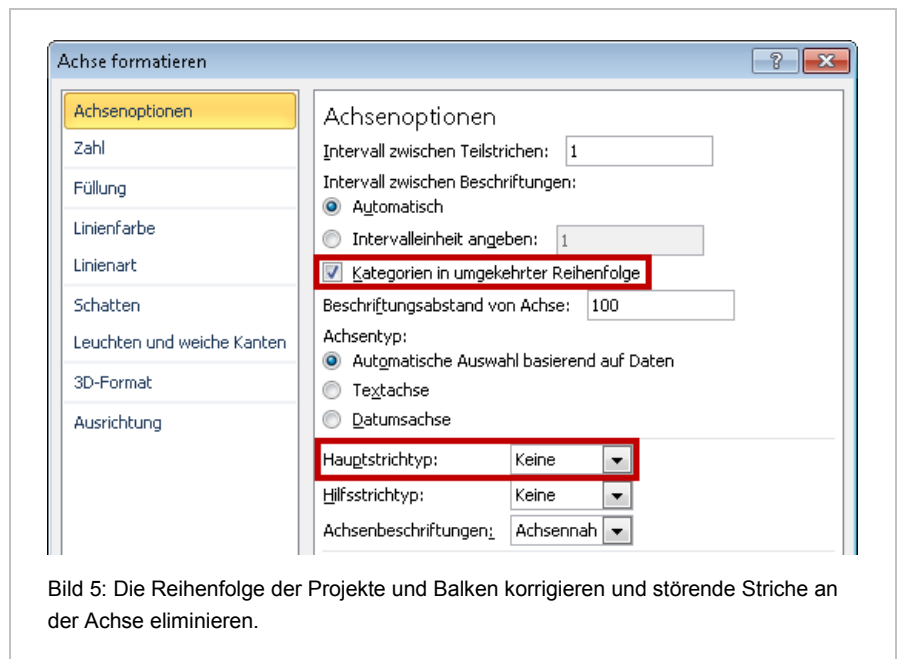 Achse formatieren
Achsenoptionen
Zahl
Füllung
Linienfarbe
Linienart
Schatten
Leuchten und weiche Kanten
3D-Format
Ausrichtung
Achsenoptionen
Intervall zwischen Teilstrichen: 1
Intervall zwischen Beschriftungen:
Automatisch
Intervalleinheit angeben: 1
Kategorien in umgekehrter Reihenfolge
Beschriftungsabstand von Achse: 100
Achsentyp:
Automatische Auswahl basierend auf Daten
Textachse
Datumsachse
Hauptstrichtyp: Keine
Hilfsstrichtyp: Keine
Achsenbeschriftungen: Achsennah
Bild 5: Die Reihenfolge der Projekte und Balken korrigieren und störende Striche an
der Achse eliminieren.